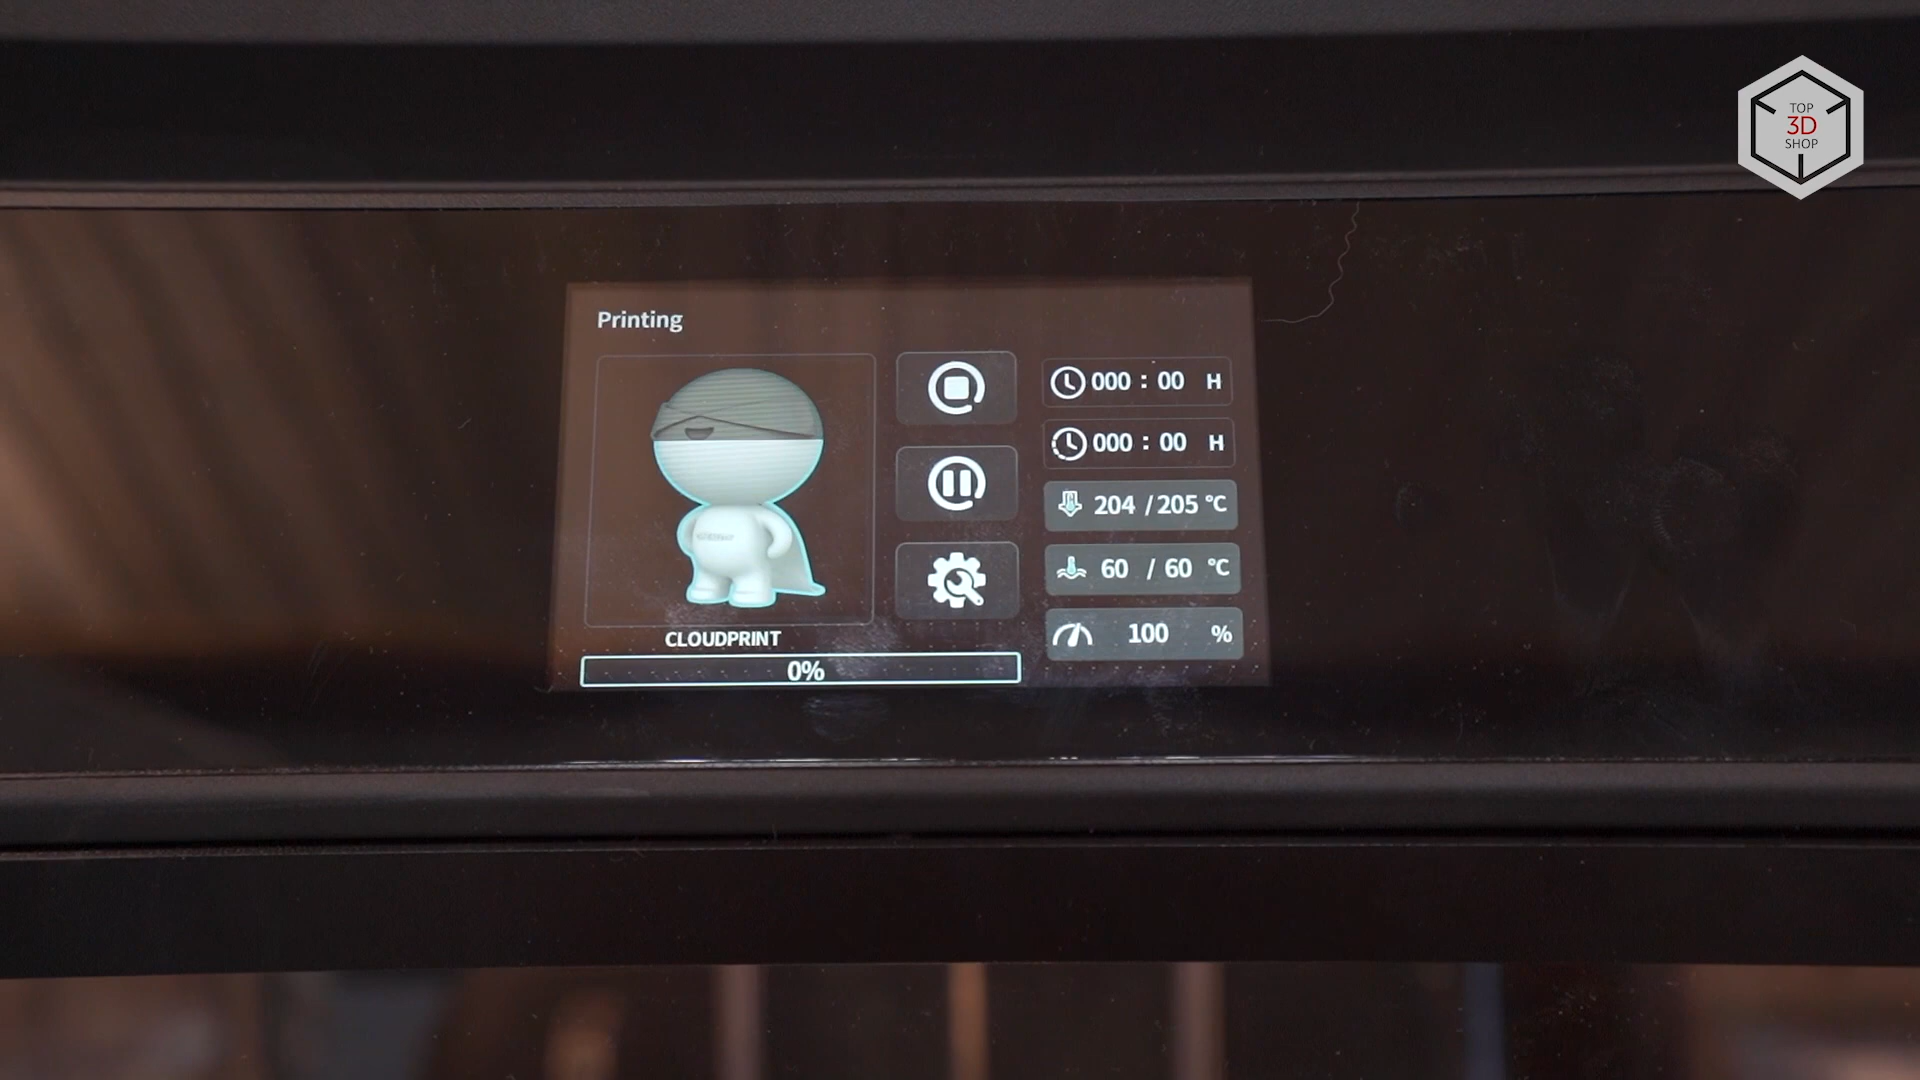 TOP
3D
SHOP
Printing
000 : 00 H
000 : 00 H
204 / 205 °C
60 / 60 °C
100 %
CLOUDPRINT
0%